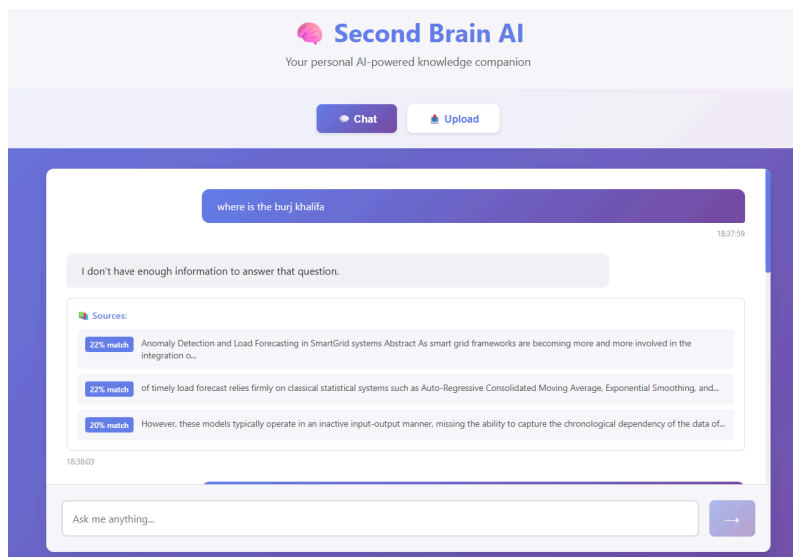 Second Brain AI
Your personal AI-powered knowledge companion
Chat
Upload
where is the burj khalifa
18:37:59
I don't have enough information to answer that question.
Sources:
22% match
Anomaly Detection and Load Forecasting in SmartGrid systems Abstract As smart grid frameworks are becoming more and more involved in the
integration o...
22% match
of timely load forecast relies firmly on classical statistical systems such as Auto-Regressive Consolidated Moving Average, Exponential Smoothing, and...
20% match
However, these models typically operate in an inactive input-output manner, missing the ability to capture the chronological dependency of the data of...
18:38:03
Ask me anything...
→